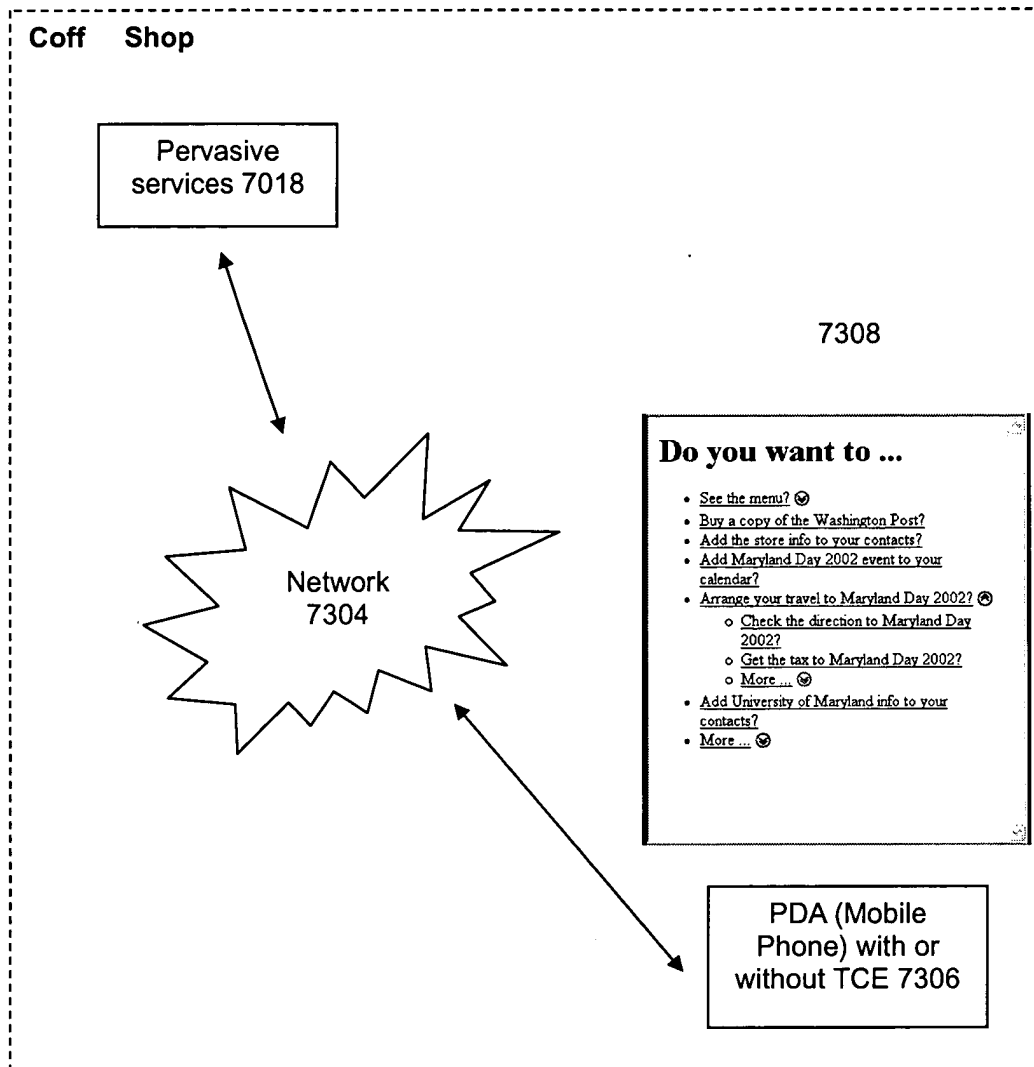 Coff Shop
Pervasive
services 7018
7308
Network
7304
Do you want to ...
See the menu?
Buy a copy of the Washington Post?
Add the store info to your contacts?
Add Maryland Day 2002 event to your
calendar?
Arrange your travel to Maryland Day 2002?
Check the direction to Maryland Day
2002?
Get the tax to Maryland Day 2002?
More ...
Add University of Maryland info to your
contacts?
More ...
PDA (Mobile
Phone) with or
without TCE 7306